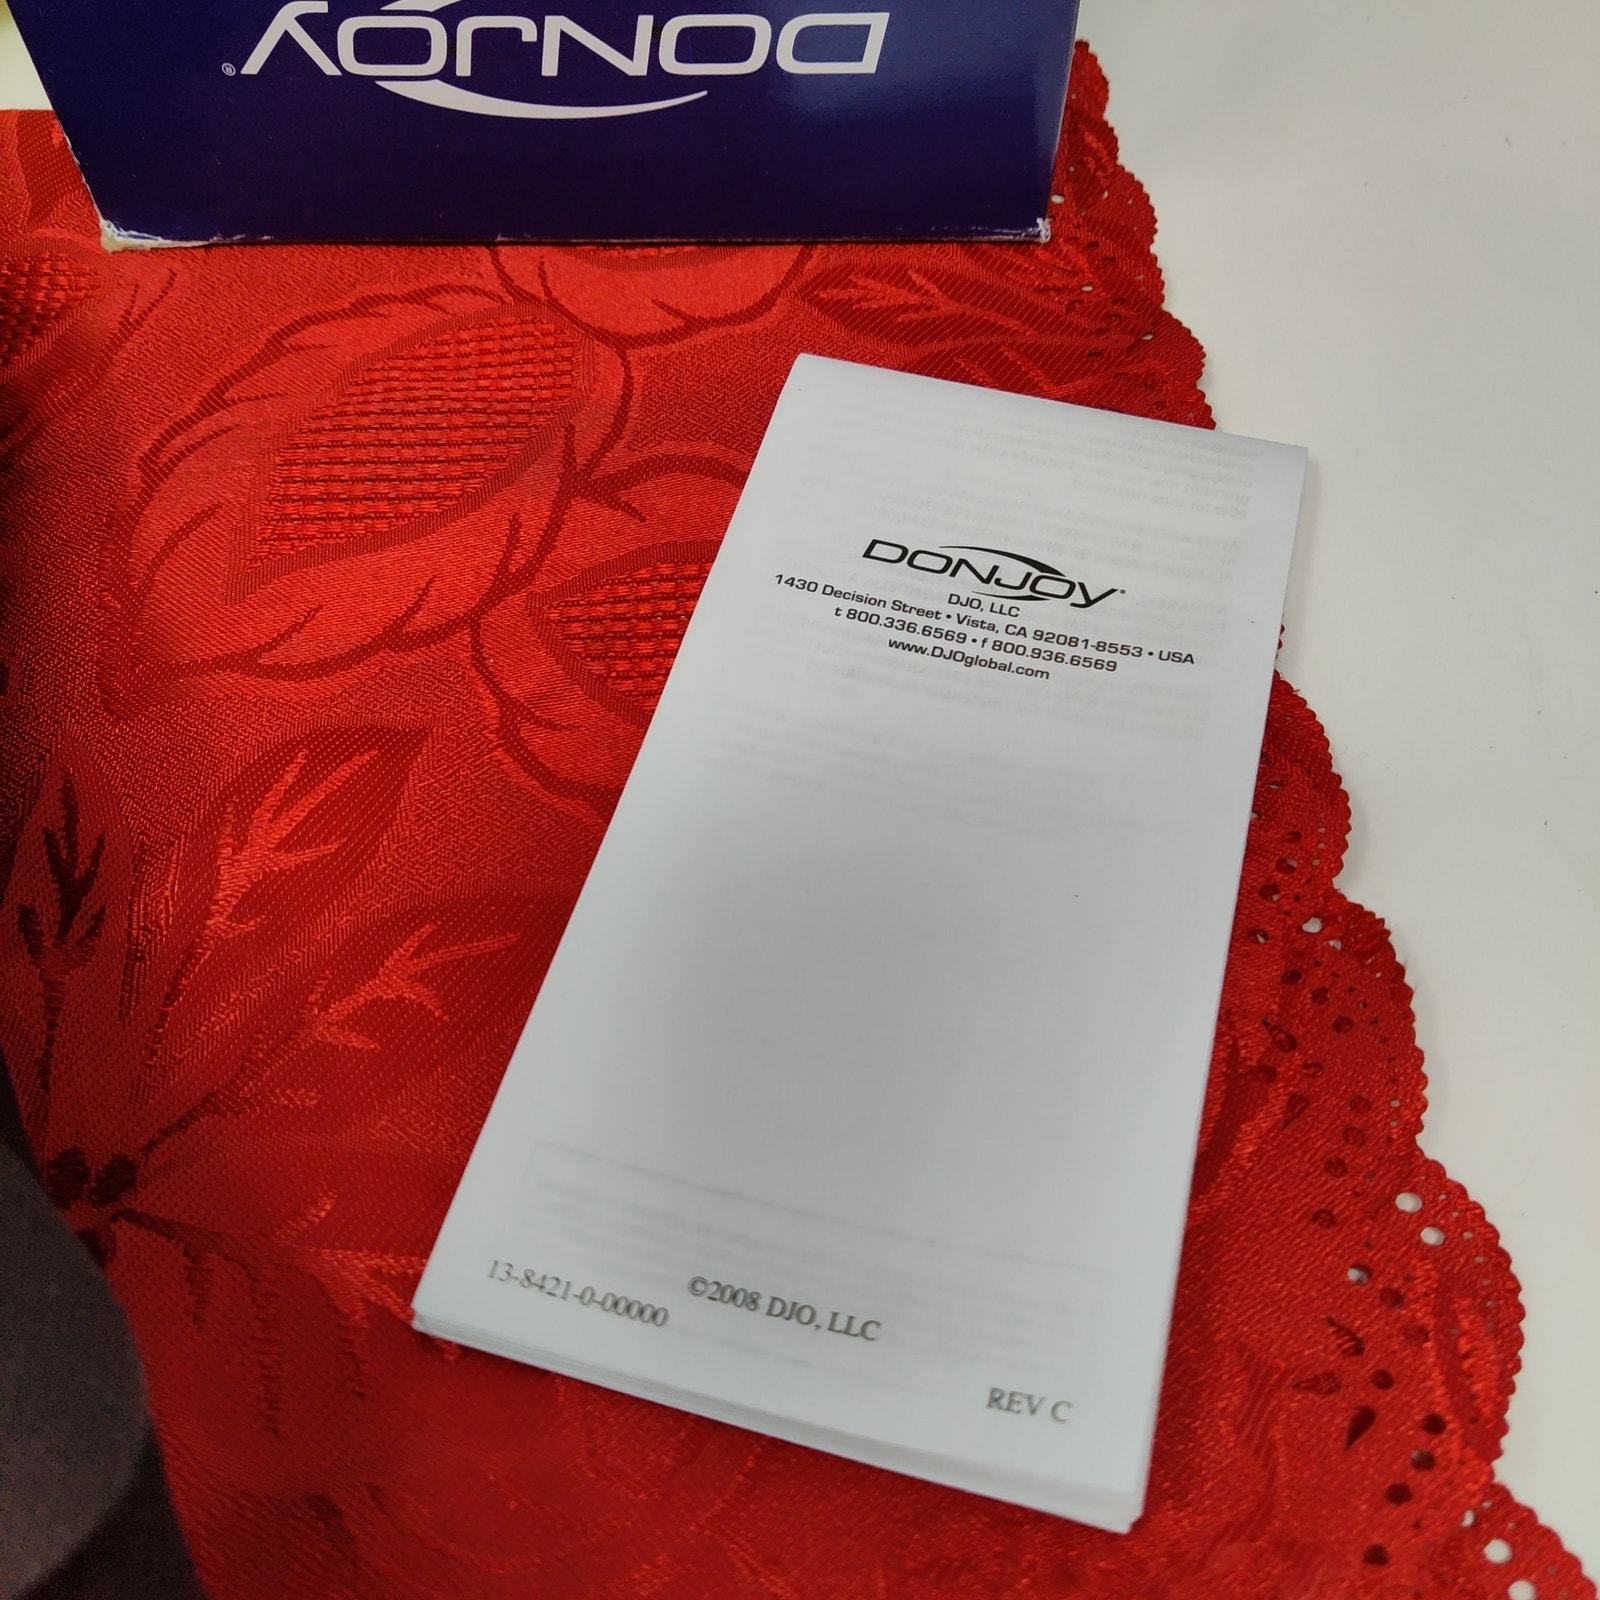 DONJOY®
DONJOY®
DJO, LLC
1430 Decision Street • Vista, CA 92081-8553 • USA
t 800.336.6569 • f 800.936.6569
www.DJOglobal.com
13-8421-0-00000
©2008 DJO, LLC
REV C